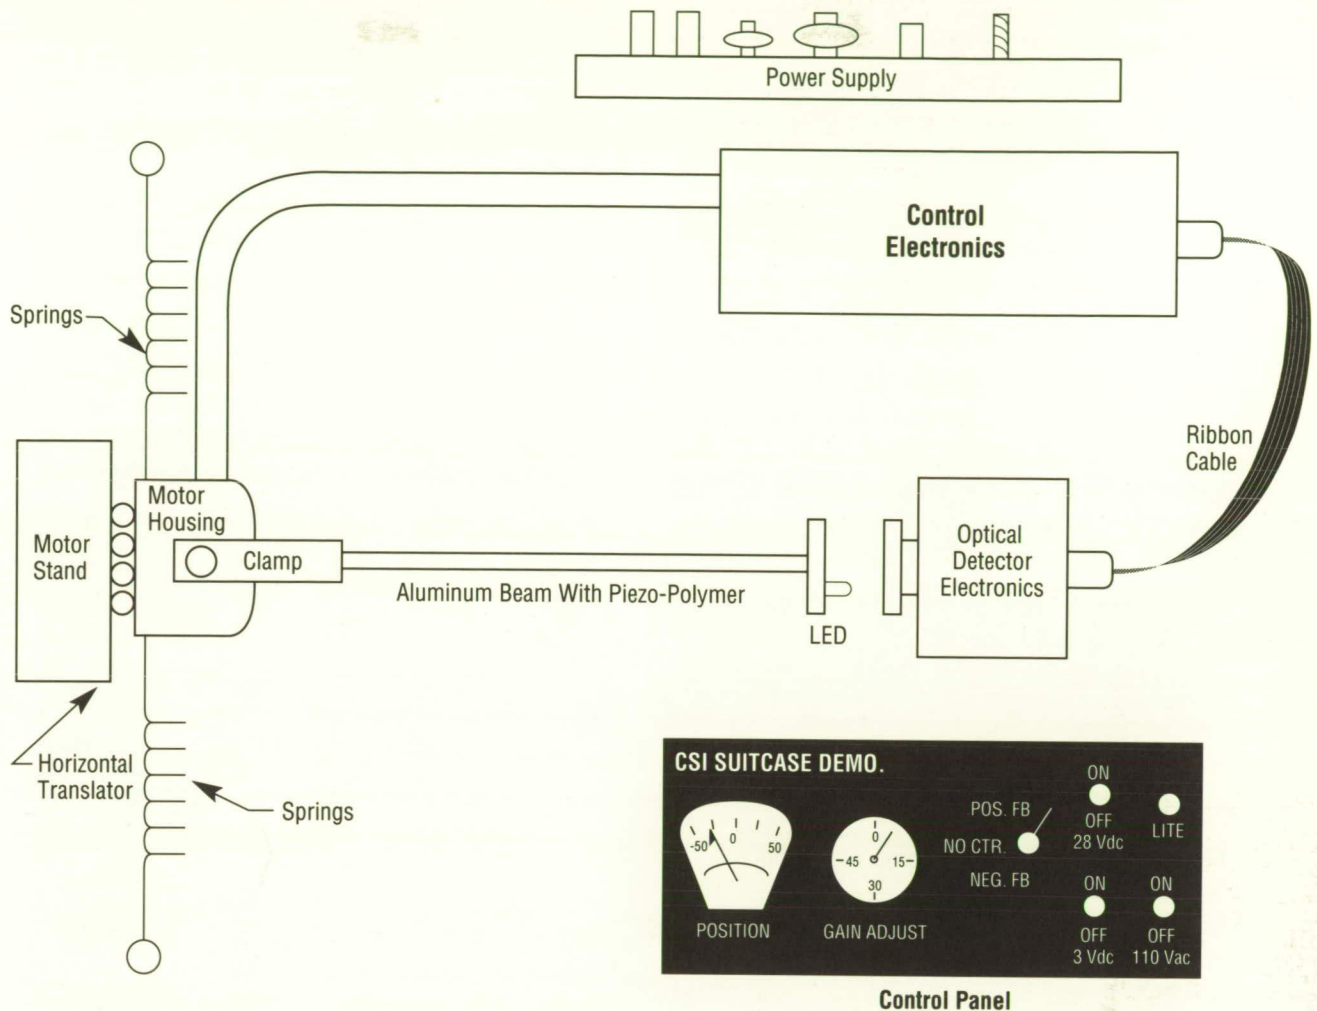 Power Supply
Control
Electronics
Springs
Ribbon
Cable
Motor
Housing
Motor
Stand
Clamp
Optical
Detector
Electronics
Aluminum Beam With Piezo-Polymer
LED
Horizontal
Translator
Springs
CSI SUITCASE DEMO.
-50 0 50
POSITION
0
45 15
30
GAIN ADJUST
POS. FB
NO CTR.
NEG. FB
ON
OFF
28 Vdc
LITE
ON
OFF
3 Vdc
ON
OFF
110 Vac
Control Panel